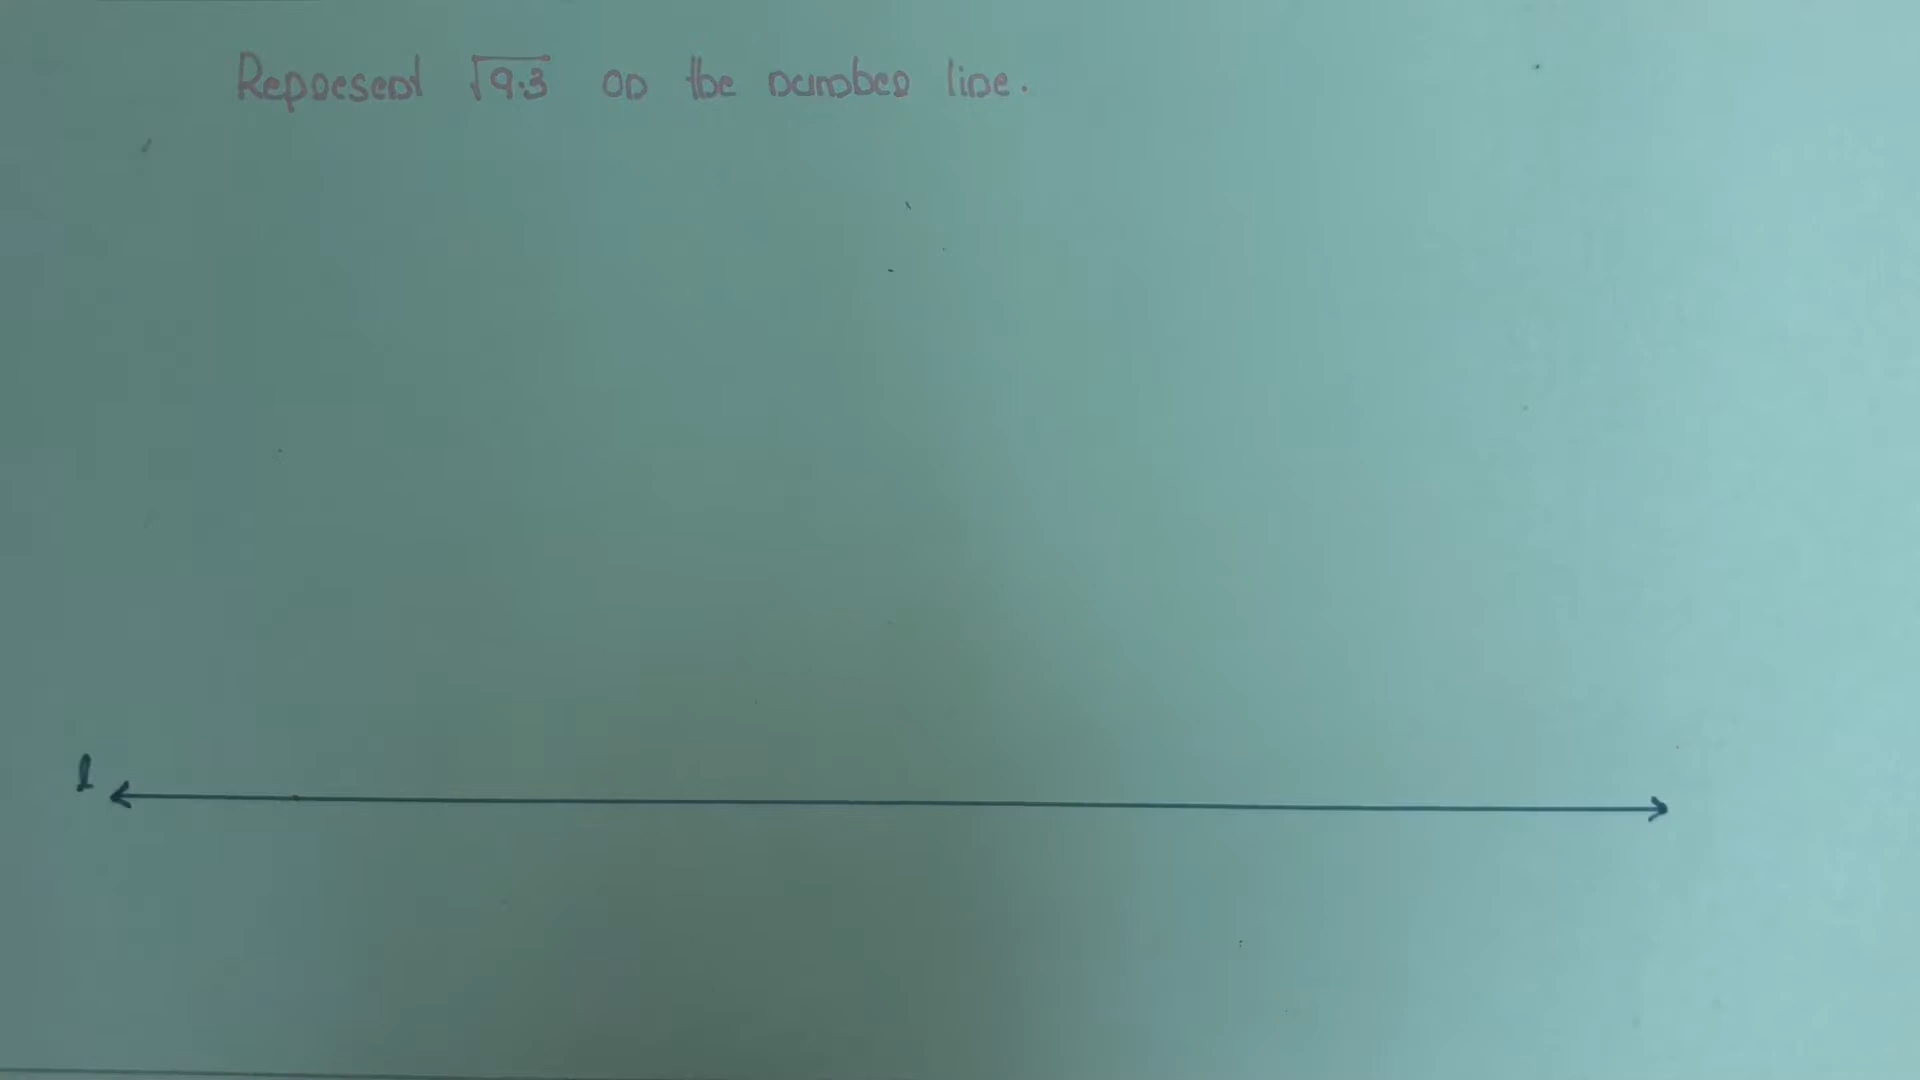 Represent √9.3 on the number line.
l